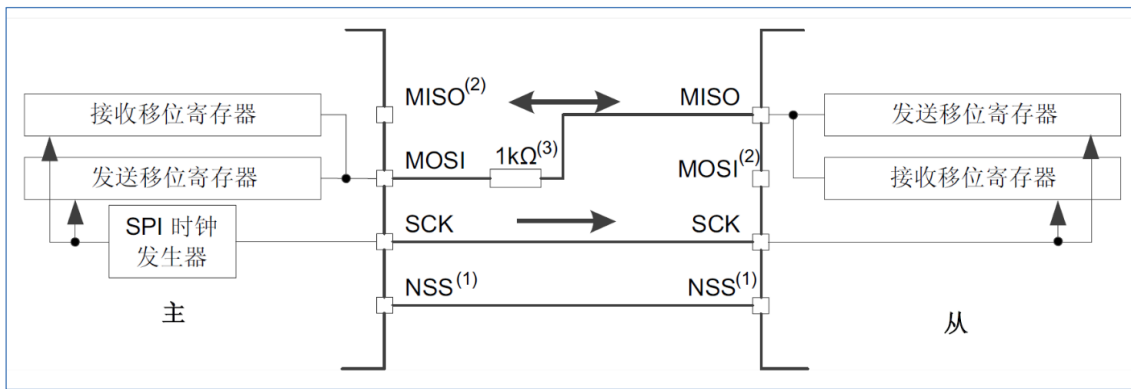 MISO(2)
MISO
接收移位寄存器
发送移位寄存器
MOSI
1kΩ(3)
MOSI(2)
发送移位寄存器
接收移位寄存器
SCK
SCK
SPI 时钟
发生器
NSS(1)
NSS(1)
主
从